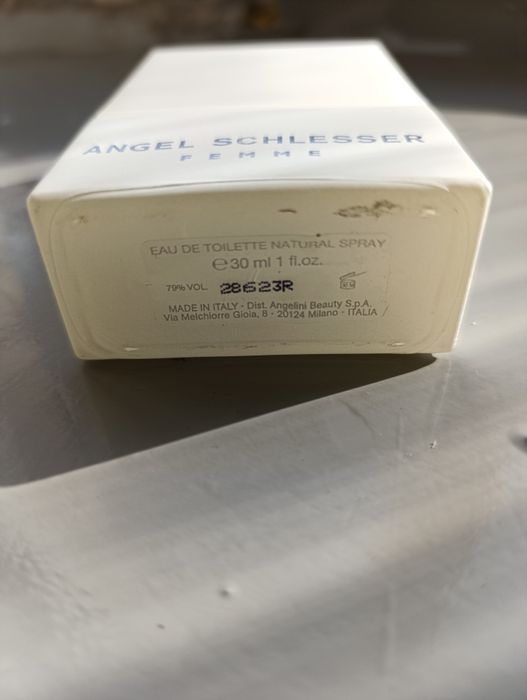 ANGEL SCHLESSER
FEMME
EAU DE TOILETTE NATURAL SPRAY
℮30 ml 1 fl.oz.
79% VOL. 28623R
MADE IN ITALY - Dist. Angelini Beauty S.p.A.
Via Melchiorre Gioia, 8 - 20124 Milano - ITALIA